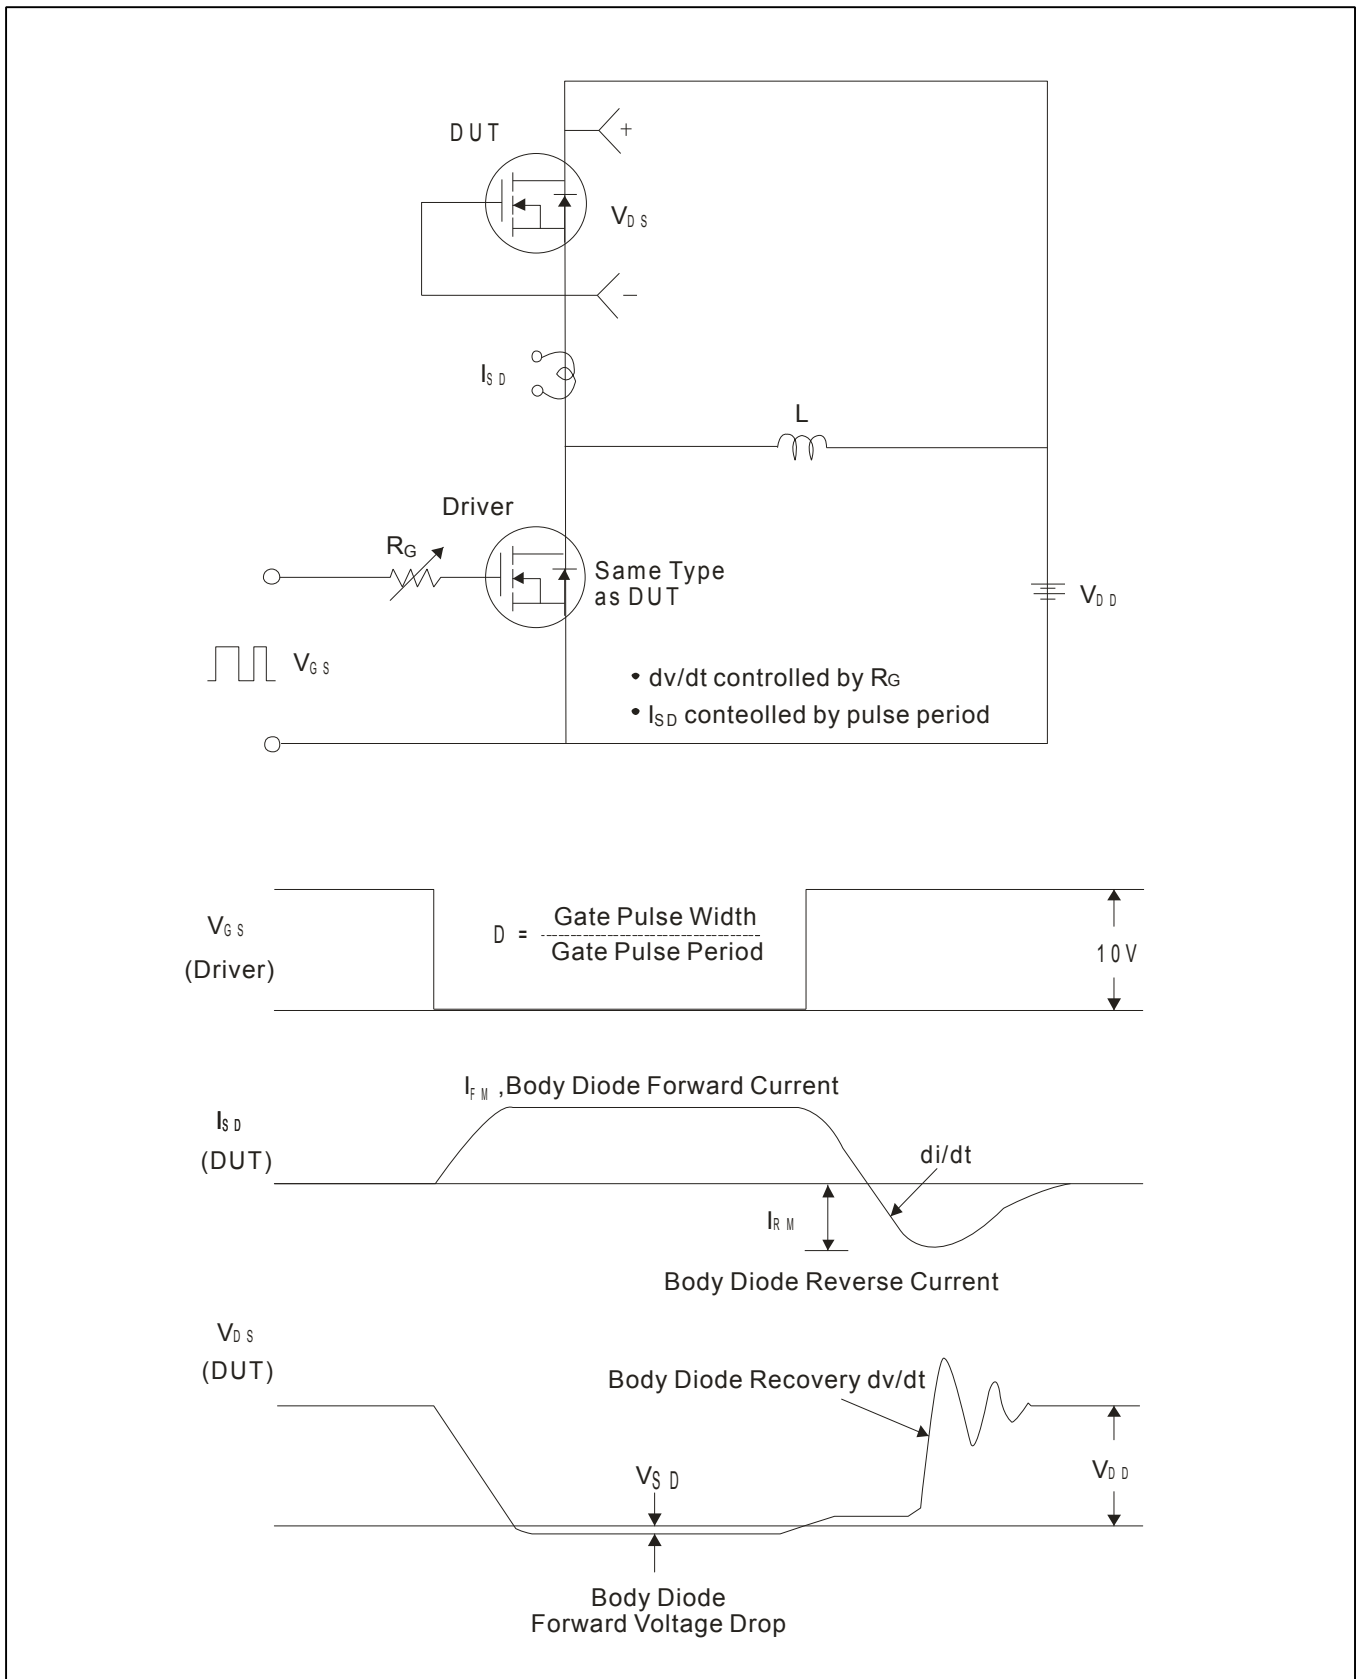 DUT
+
VDS
−
ISD
L
Driver
RG
Same Type
as DUT
VDD
VGS
• dv/dt controlled by RG
• ISD conteolled by pulse period
VGS
(Driver)
D = Gate Pulse Width
Gate Pulse Period
10V
IFM ,Body Diode Forward Current
ISD
(DUT)
di/dt
IRM
Body Diode Reverse Current
VDS
(DUT)
Body Diode Recovery dv/dt
VSD
VDD
Body Diode
Forward Voltage Drop